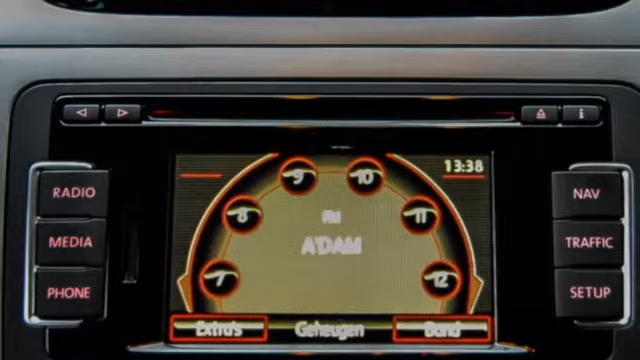 RADIO
MEDIA
PHONE
13:38
7
8
9
10
11
12
FM
A'DAM
Extra's
Geheugen
Band
i
NAV
TRAFFIC
SETUP